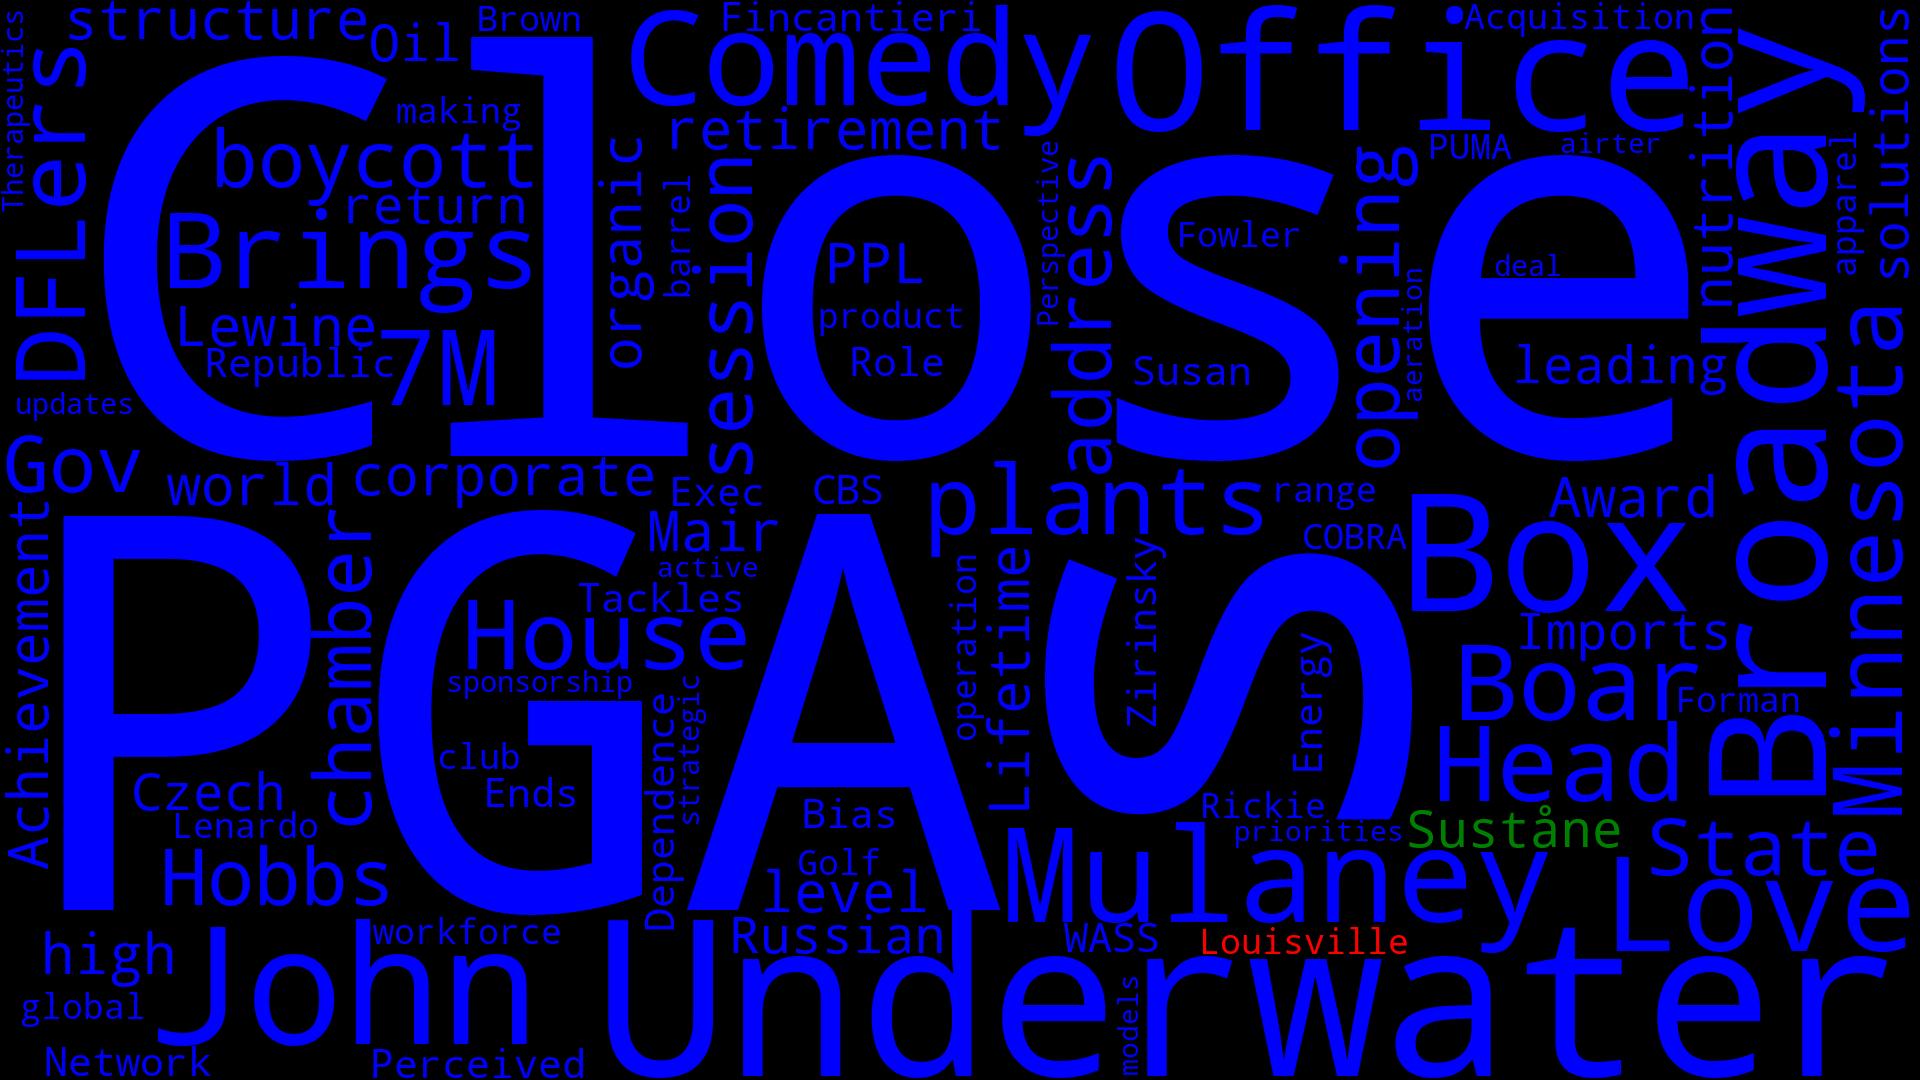 structure
Oil
Brown
Fincantieri
Acquisition
Comedy
Office
Therapeutics
DFLers
Close
making
boycott
return
Brings
retirement
organic
barrel
session
PPL
product
Role
Perspective
address
Fowler
Susan
opening
aeration
PUMA
airter
deal
leading
nutrition
Broadway
apparel
solutions
Minnesota
Lewine
Republic
7M
updates
Gov
world
corporate
Exec
CBS
plants
range
COBRA
Box
Award
Achievement
PGA
S
chamber
Mair
active
Tackles
House
sponsorship
club
Ends
Dependence
strategic
operation
Lifetime
Zirinsky
Energy
Imports
Boar
Forman
Head
Czech
Lenardo
Hobbs
Bias
Golf
level
Rickie
priorities
Suståne
State
Mulaney
Love
high
global
John
workforce
Russian
WASS
Louisville
Underwater
models
Network
Perceived